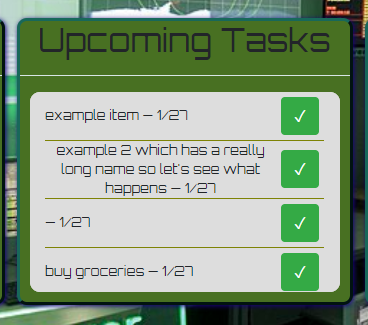 Upcoming Tasks
example item – 1/27
✓
example 2 which has a really
long name so let's see what
happens – 1/27
✓
– 1/27
✓
buy groceries – 1/27
✓